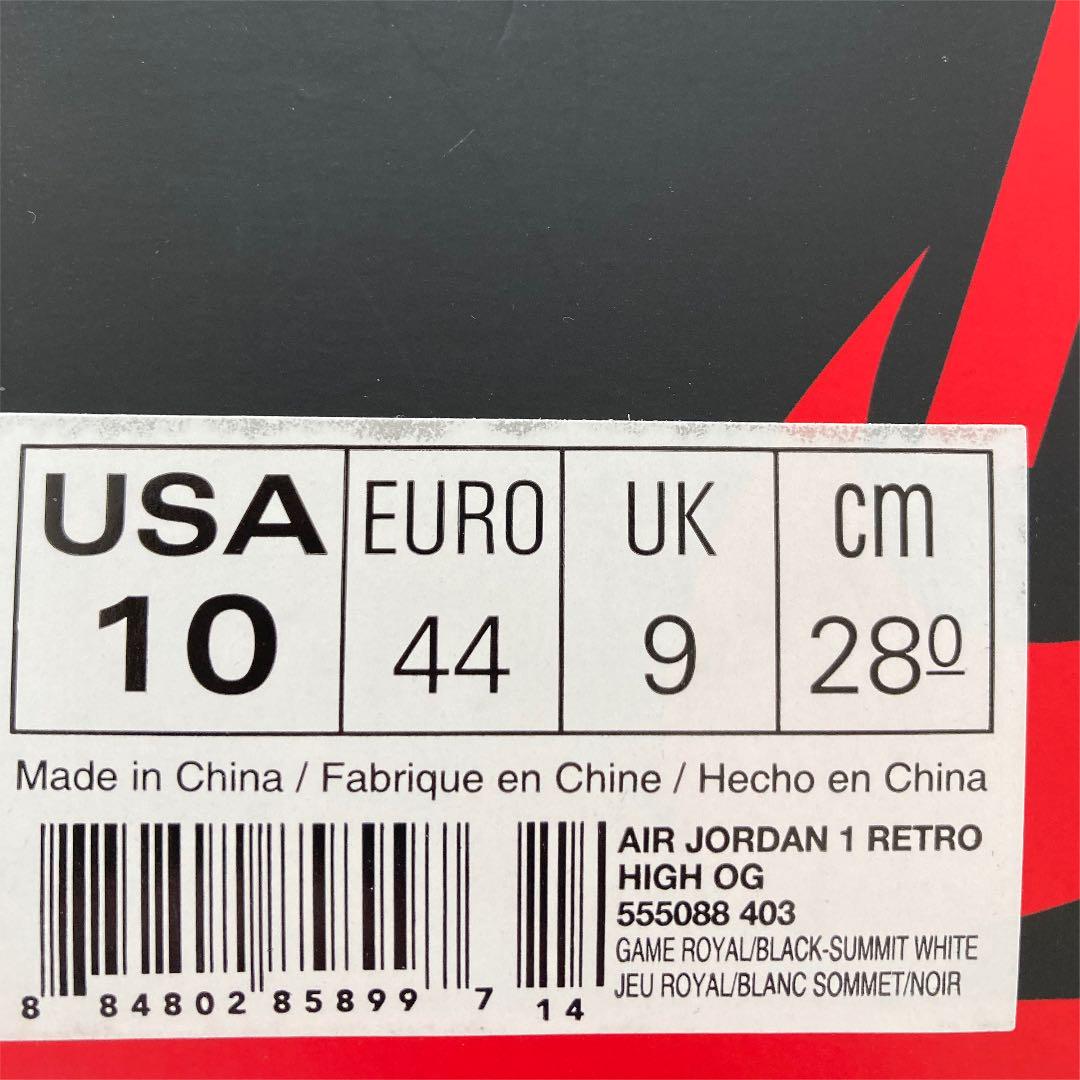 USA EURO UK cm
10 44 9 28 0
Made in China / Fabrique en Chine / Hecho en China
AIR JORDAN 1 RETRO
HIGH OG
555088 403
GAME ROYAL/BLACK-SUMMIT WHITE
JEU ROYAL/BLANC SOMMET/NOIR
8 84802 85899 7 14